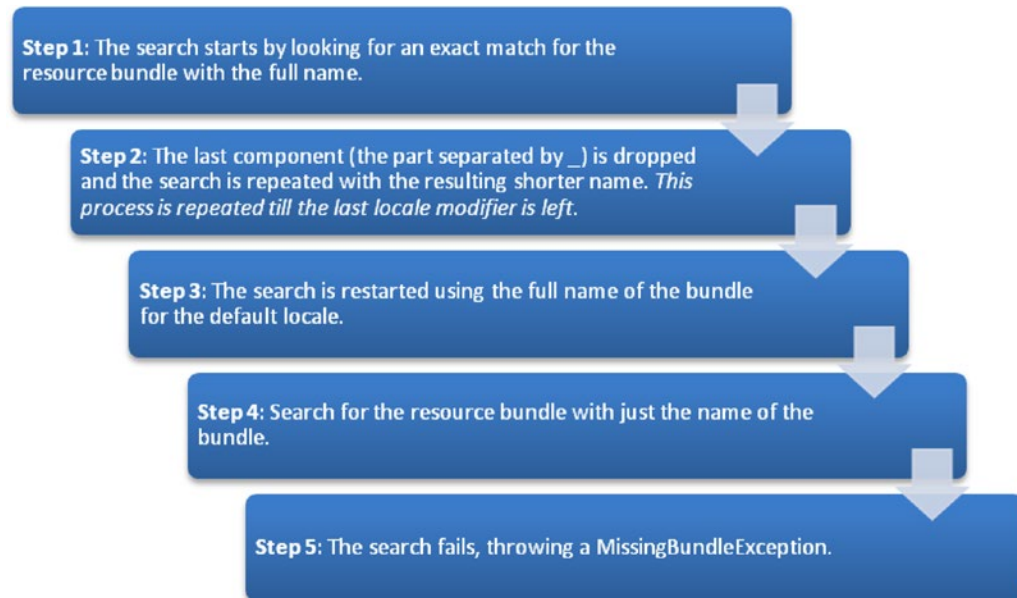 Step 1: The search starts by looking for an exact match for the
resource bundle with the full name.
Step 2: The last component (the part separated by _) is dropped
and the search is repeated with the resulting shorter name. This
process is repeated till the last locale modifier is left.
Step 3: The search is restarted using the full name of the bundle
for the default locale.
Step 4: Search for the resource bundle with just the name of the
bundle.
Step 5: The search fails, throwing a MissingBundleException.